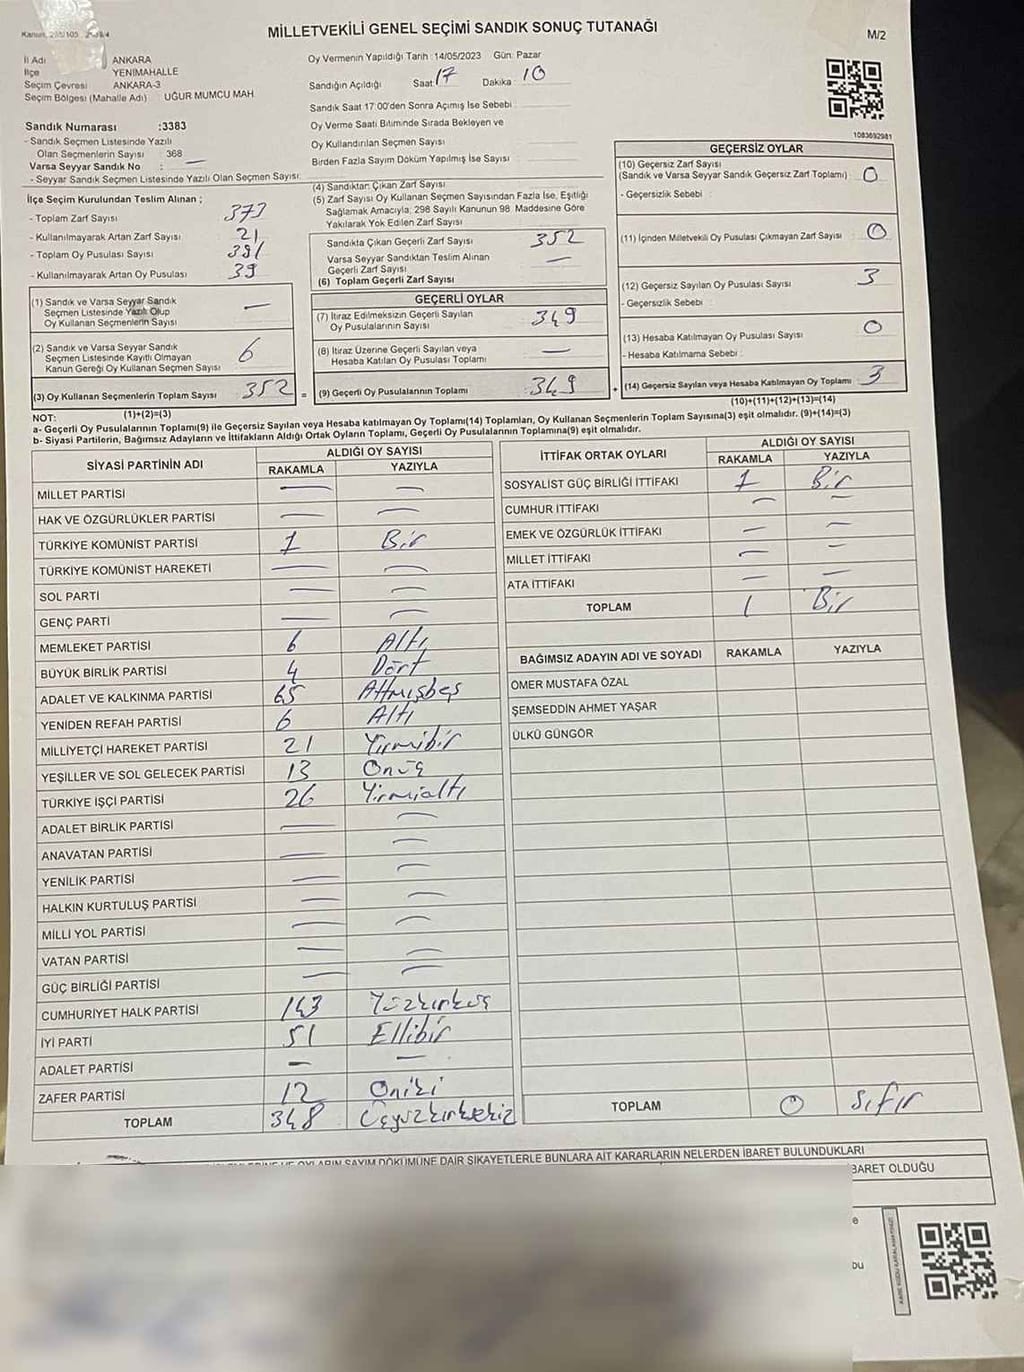 MİLLETVEKİLİ GENEL SEÇİMİ SANDIK SONUÇ TUTANAĞI
M/2
İl Adı ANKARA
İlçe YENİMAHALLE
Seçim Çevresi ANKARA-3
Seçim Bölgesi (Mahalle Adı) UĞUR MUMCU MAH
Sandık Numarası :3383
- Sandık Seçmen Listesinde Yazılı
Olan Seçmenlerin Sayısı : 368
Varsa Seyyar Sandık No : —
- Seyyar Sandık Seçmen Listesinde Yazılı Olan Seçmen Sayısı:
Oy Vermenin Yapıldığı Tarih : 14/05/2023 Gün: Pazar
Sandığın Açıldığı Saat: 17 Dakika : 10
Sandık Saat 17:00'den Sonra Açımış İse Sebebi :
Oy Verme Saati Bitiminde Sırada Bekleyen ve
Oy Kullandırılan Seçmen Sayısı :
Birden Fazla Sayım Döküm Yapılmış İse Sayısı :
1083692981
İlçe Seçim Kurulundan Teslim Alınan ;
- Toplam Zarf Sayısı 373
- Kullanılmayarak Artan Zarf Sayısı 21
- Toplam Oy Pusulası Sayısı 391
- Kullanılmayarak Artan Oy Pusulası 39
(1) Sandık ve Varsa Seyyar Sandık
Seçmen Listesinde Yazılı Olup
Oy Kullanan Seçmenlerin Sayısı —
(2) Sandık ve Varsa Seyyar Sandık
Seçmen Listesinde Kayıtlı Olmayan
Kanun Gereği Oy Kullanan Seçmen Sayısı 6
(3) Oy Kullanan Seçmenlerin Toplam Sayısı 352 =
(1)+(2)=(3)
(4) Sandıktan Çıkan Zarf Sayısı
(5) Zarf Sayısı Oy Kullanan Seçmen Sayısından Fazla İse, Eşitliği
Sağlamak Amacıyla, 298 Sayılı Kanunun 98. Maddesine Göre
Yakılarak Yok Edilen Zarf Sayısı
Sandıkta Çıkan Geçerli Zarf Sayısı 352
Varsa Seyyar Sandıktan Teslim Alınan
Geçerli Zarf Sayısı —
(6) Toplam Geçerli Zarf Sayısı
GEÇERLİ OYLAR
(7) İtiraz Edilmeksizin Geçerli Sayılan
Oy Pusulalarının Sayısı 349
(8) İtiraz Üzerine Geçerli Sayılan veya
Hesaba Katılan Oy Pusulası Toplamı —
(9) Geçerli Oy Pusulalarının Toplamı 349 +
GEÇERSİZ OYLAR
(10) Geçersiz Zarf Sayısı
(Sandık ve Varsa Seyyar Sandık Geçersiz Zarf Toplamı) : 0
- Geçersizlik Sebebi :
(11) İçinden Milletvekili Oy Pusulası Çıkmayan Zarf Sayısı : 0
(12) Geçersiz Sayılan Oy Pusulası Sayısı : 3
- Geçersizlik Sebebi :
(13) Hesaba Katılmayan Oy Pusulası Sayısı : 0
- Hesaba Katılmama Sebebi :
(14) Geçersiz Sayılan veya Hesaba Katılmayan Oy Toplamı : 3
(10)+(11)+(12)+(13)=(14)
NOT:
a- Geçerli Oy Pusulalarının Toplamı(9) ile Geçersiz Sayılan veya Hesaba katılmayan Oy Toplamı(14) Toplamları, Oy Kullanan Seçmenlerin Toplam Sayısına(3) eşit olmalıdır. (9)+(14)=(3)
b- Siyasi Partilerin, Bağımsız Adayların ve İttifakların Aldığı Ortak Oyların Toplamı, Geçerli Oy Pusulalarının Toplamına(9) eşit olmalıdır.
SİYASİ PARTİNİN ADI ALDIĞI OY SAYISI
RAKAMLA YAZIYLA
MİLLET PARTİSİ — —
HAK VE ÖZGÜRLÜKLER PARTİSİ — —
TÜRKİYE KOMÜNİST PARTİSİ 1 Bir
TÜRKİYE KOMÜNİST HAREKETİ — —
SOL PARTİ — —
GENÇ PARTİ — —
MEMLEKET PARTİSİ 6 Altı
BÜYÜK BİRLİK PARTİSİ 4 Dört
ADALET VE KALKINMA PARTİSİ 65 Altmışbeş
YENİDEN REFAH PARTİSİ 6 Altı
MİLLİYETÇİ HAREKET PARTİSİ 21 Yirmibir
YEŞİLLER VE SOL GELECEK PARTİSİ 13 Onüç
TÜRKİYE İŞÇİ PARTİSİ 26 Yirmialtı
ADALET BİRLİK PARTİSİ — —
ANAVATAN PARTİSİ — —
YENİLİK PARTİSİ — —
HALKIN KURTULUŞ PARTİSİ — —
MİLLİ YOL PARTİSİ — —
VATAN PARTİSİ — —
GÜÇ BİRLİĞİ PARTİSİ — —
CUMHURİYET HALK PARTİSİ 143 Yüzkırküç
İYİ PARTİ 51 Ellibir
ADALET PARTİSİ — —
ZAFER PARTİSİ 12 Oniki
TOPLAM 348 Üçyüzkırksekiz
İTTİFAK ORTAK OYLARI ALDIĞI OY SAYISI
RAKAMLA YAZIYLA
SOSYALİST GÜÇ BİRLİĞİ İTTİFAKI 1 Bir
CUMHUR İTTİFAKI — —
EMEK VE ÖZGÜRLÜK İTTİFAKI — —
MİLLET İTTİFAKI — —
ATA İTTİFAKI — —
TOPLAM 1 Bir
BAĞIMSIZ ADAYIN ADI VE SOYADI RAKAMLA YAZIYLA
ÖMER MUSTAFA ÖZAL
ŞEMSEDDİN AHMET YAŞAR
ÜLKÜ GÜNGÖR
TOPLAM 0 Sıfır
OYLARIN SAYIM DÖKÜMÜNE DAİR ŞİKAYETLERLE BUNLARA AİT KARARLARIN NELERDEN İBARET BULUNDUKLARI
BARET OLDUĞU